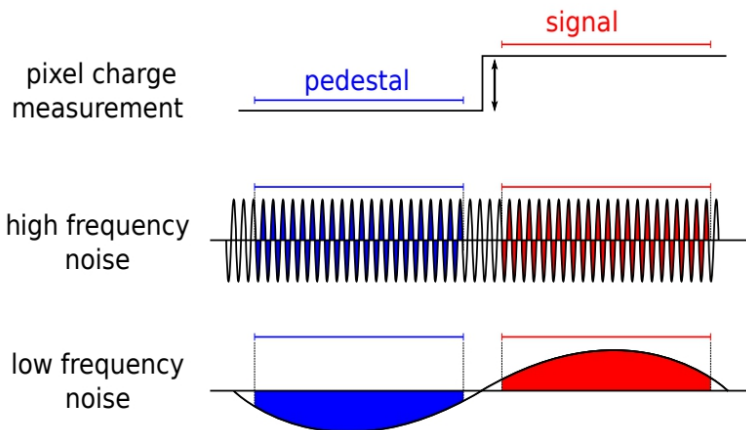 signal
pixel charge
measurement
pedestal
high frequency
noise
low frequency
noise